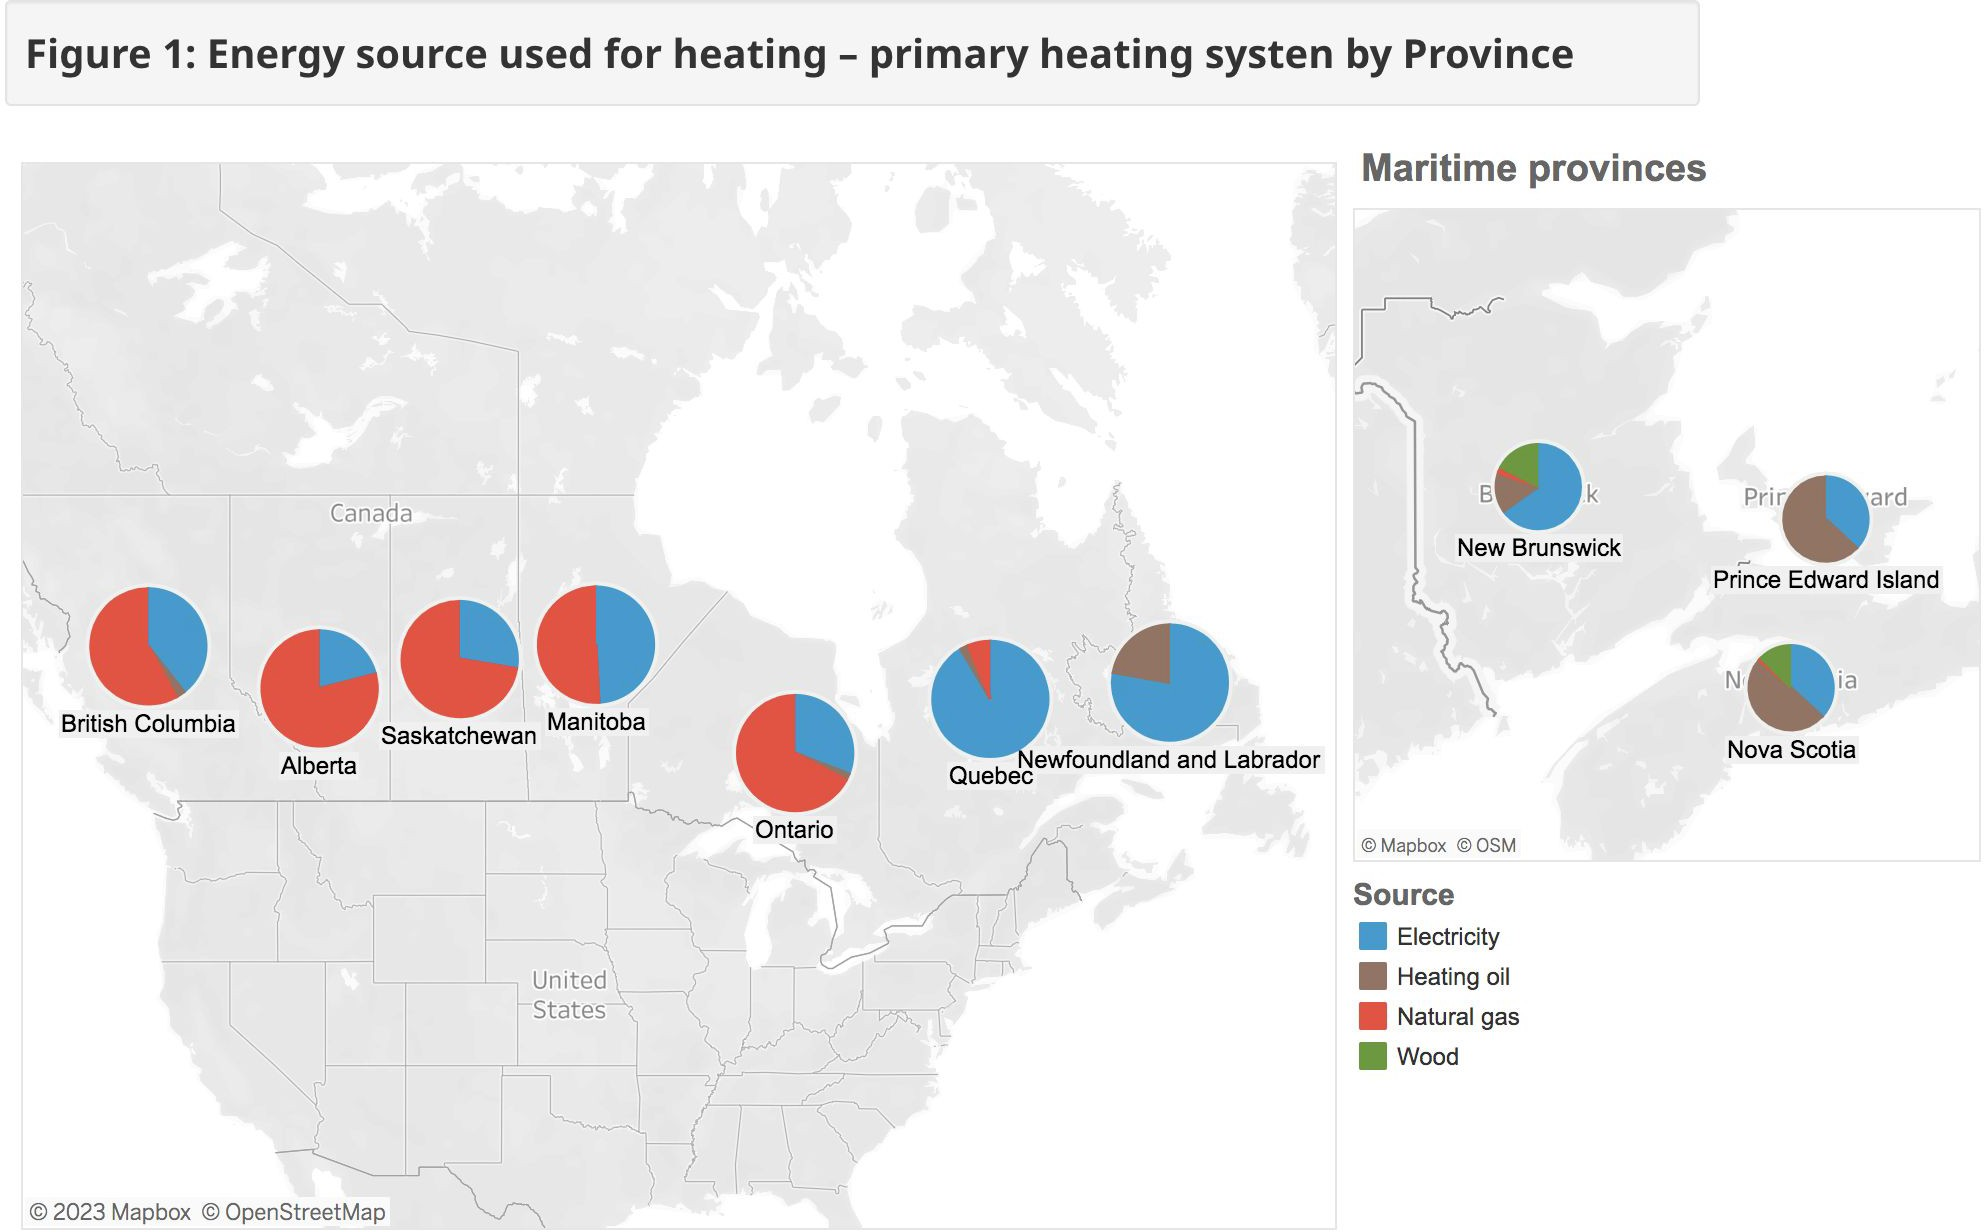 Figure 1: Energy source used for heating – primary heating systen by Province
Maritime provinces
Canada
British Columbia
Alberta
Saskatchewan
Manitoba
Ontario
Quebec
Newfoundland and Labrador
United
States
© 2023 Mapbox © OpenStreetMap
New Brunswick
Prince Edward Island
Nova Scotia
© Mapbox © OSM
Source
Electricity
Heating oil
Natural gas
Wood